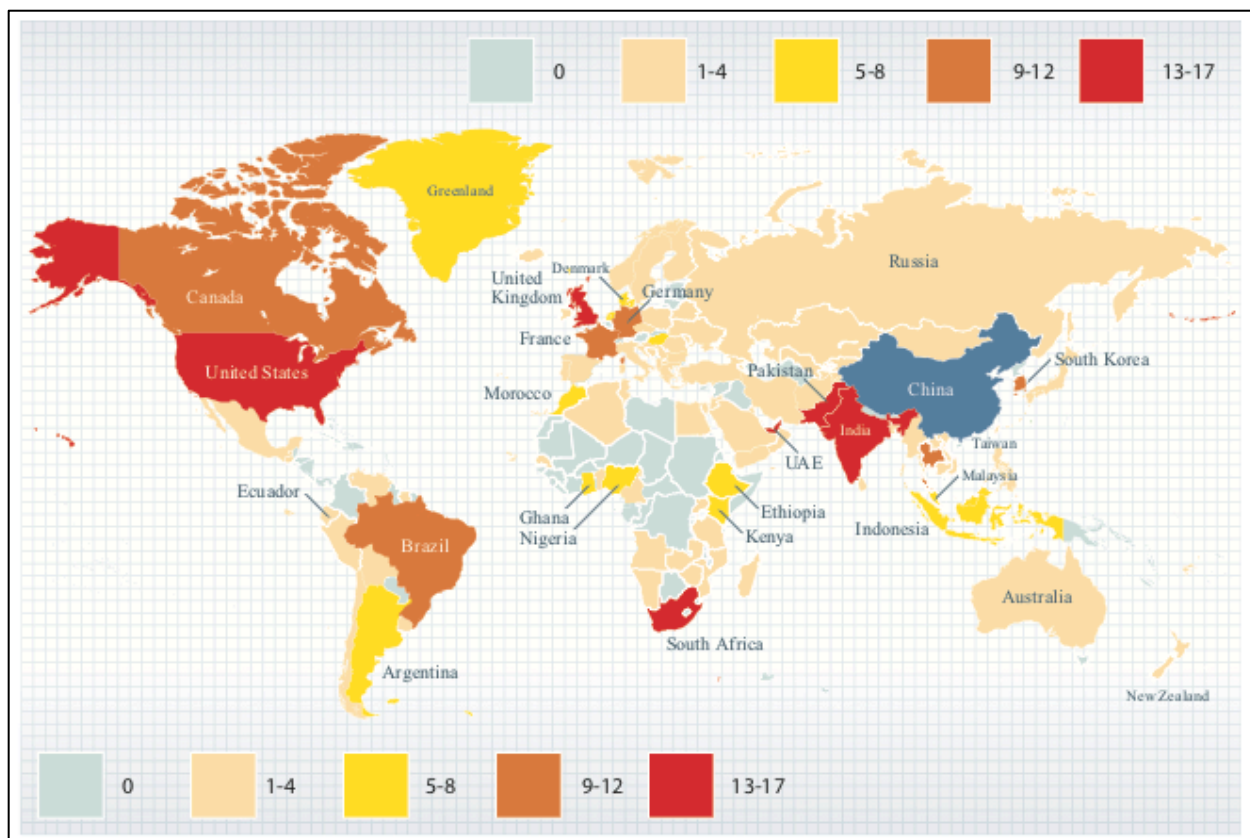 0 1-4 5-8 9-12 13-17
Greenland
Russia
Denmark
United
Kingdom
Germany
Canada
France
South Korea
United States
Pakistan
China
Morocco
India
Taiwan
UAE
Malaysia
Ecuador
Ghana
Nigeria
Ethiopia
Kenya
Indonesia
Brazil
Australia
South Africa
Argentina
New Zealand
0 1-4 5-8 9-12 13-17